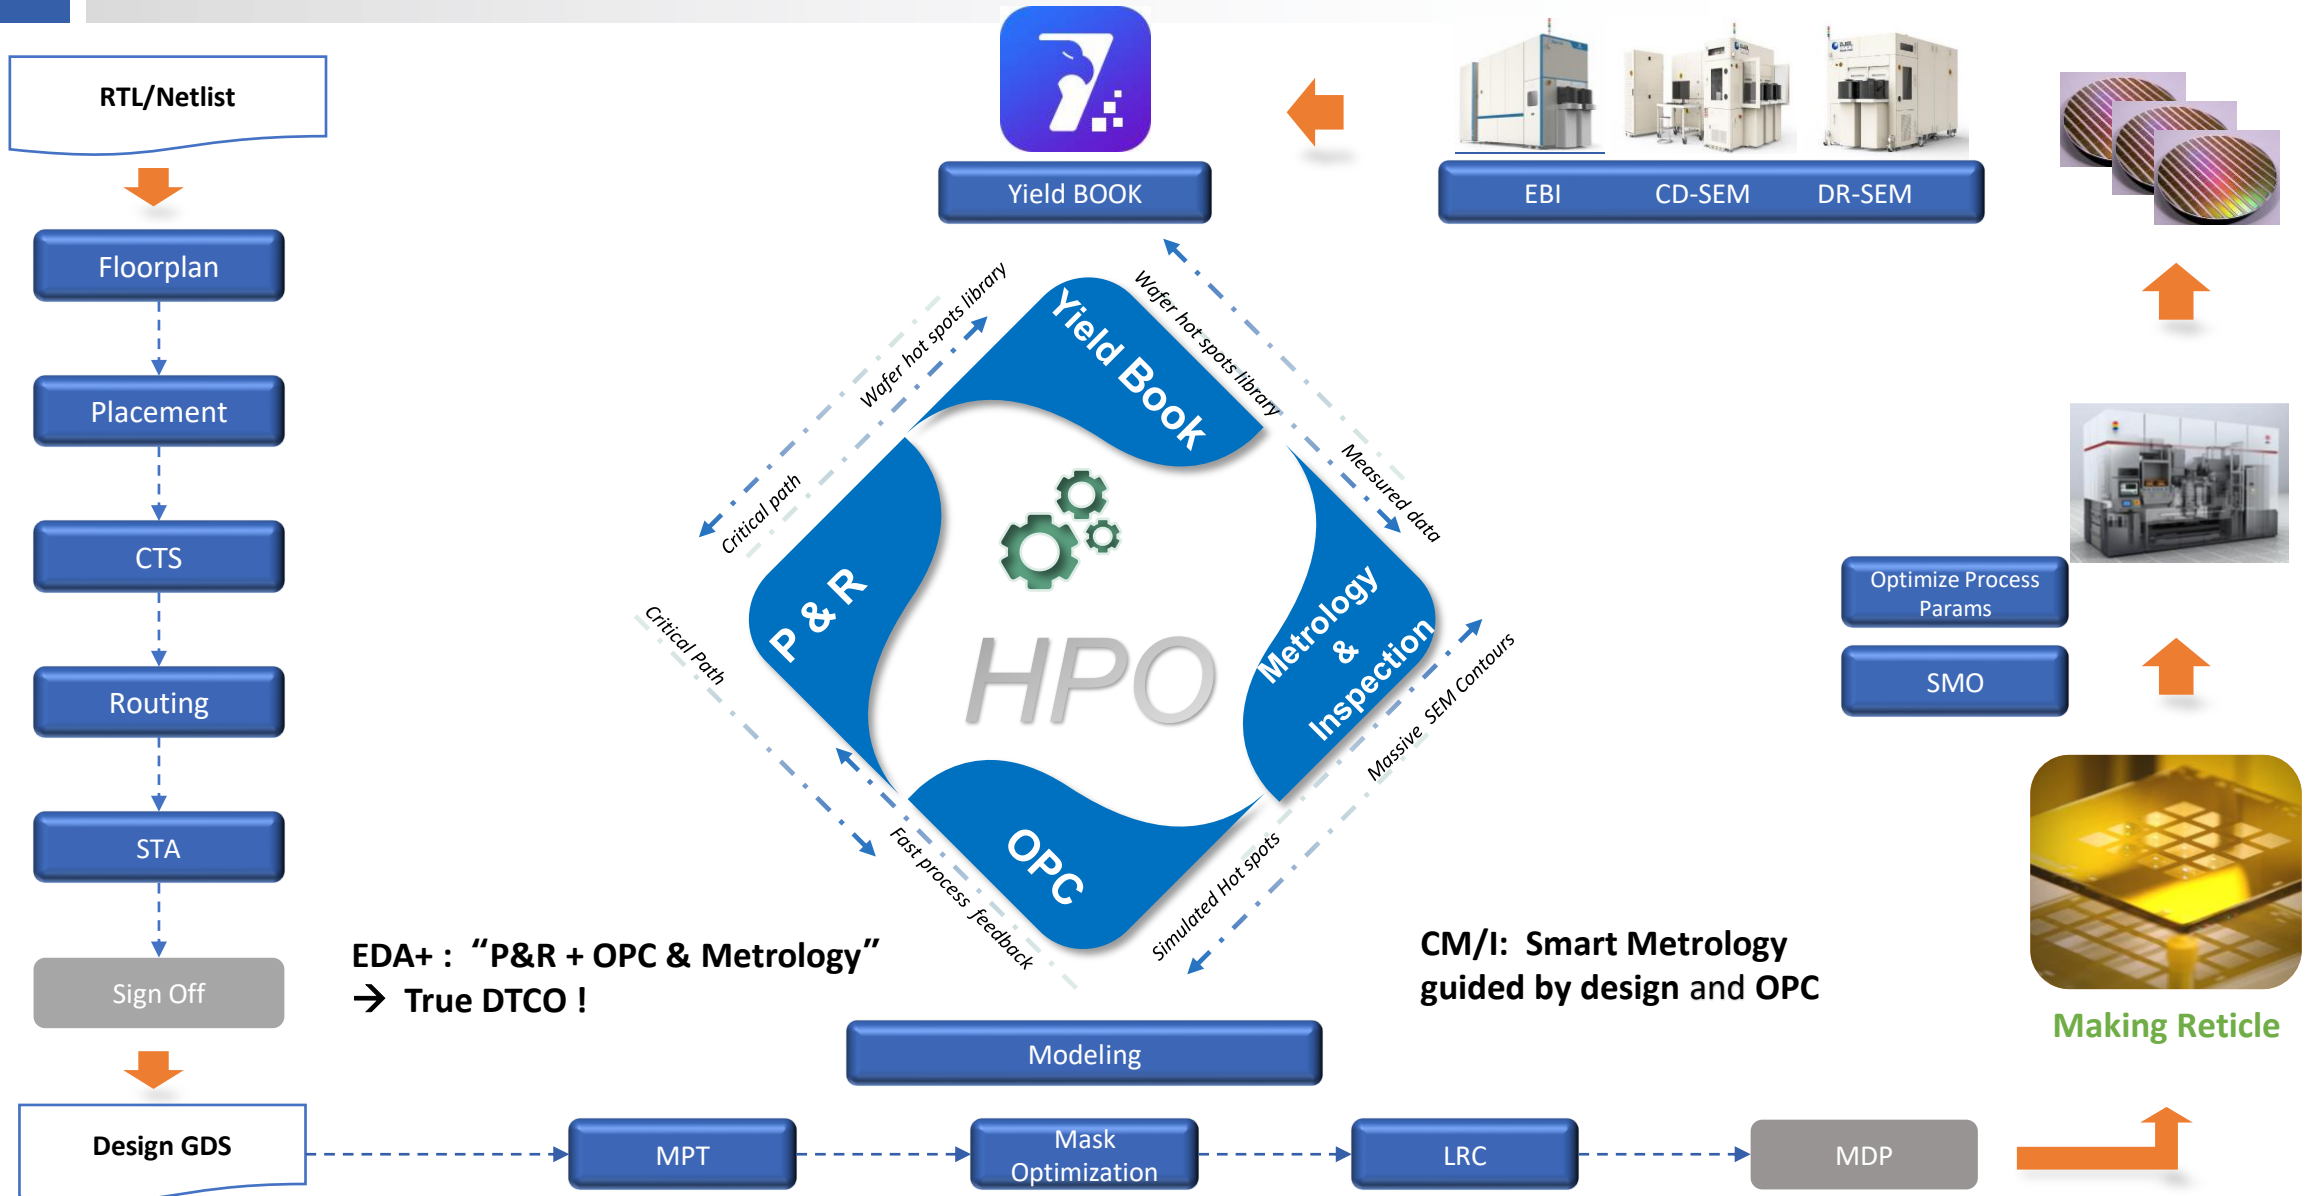 RTL/Netlist
Floorplan
Placement
CTS
Routing
STA
Sign Off
Design GDS
Yield BOOK
EBI CD-SEM DR-SEM
Wafer hot spots library
Critical path
Wafer hot spots library
Measured data
Yield Book
P & R
Metrology
&
Inspection
OPC
HPO
Critical Path
Fast process feedback
Massive SEM Contours
Simulated Hot spots
EDA+ : “P&R + OPC & Metrology”
→ True DTCO !
CM/I: Smart Metrology
guided by design and OPC
Optimize Process
Params
SMO
Making Reticle
Modeling
MPT
Mask
Optimization
LRC
MDP